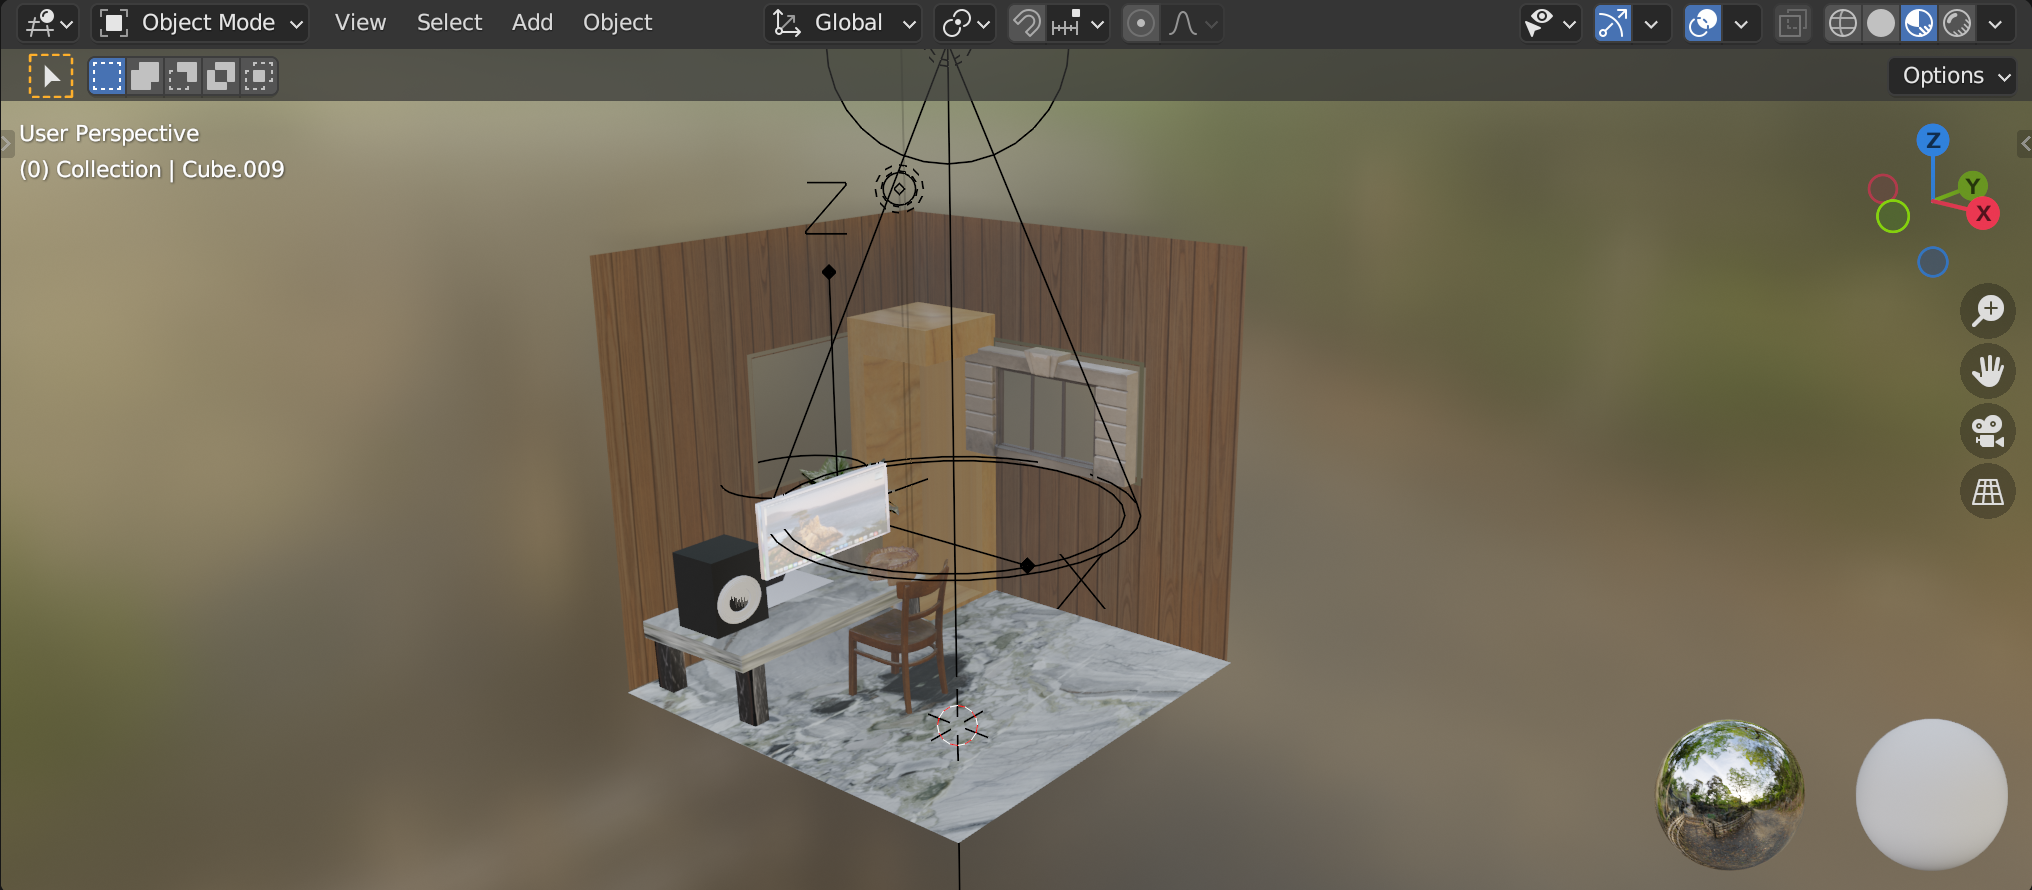 Object Mode View Select Add Object Global
Options
User Perspective
(0) Collection | Cube.009
Z
Y
X
Z
X